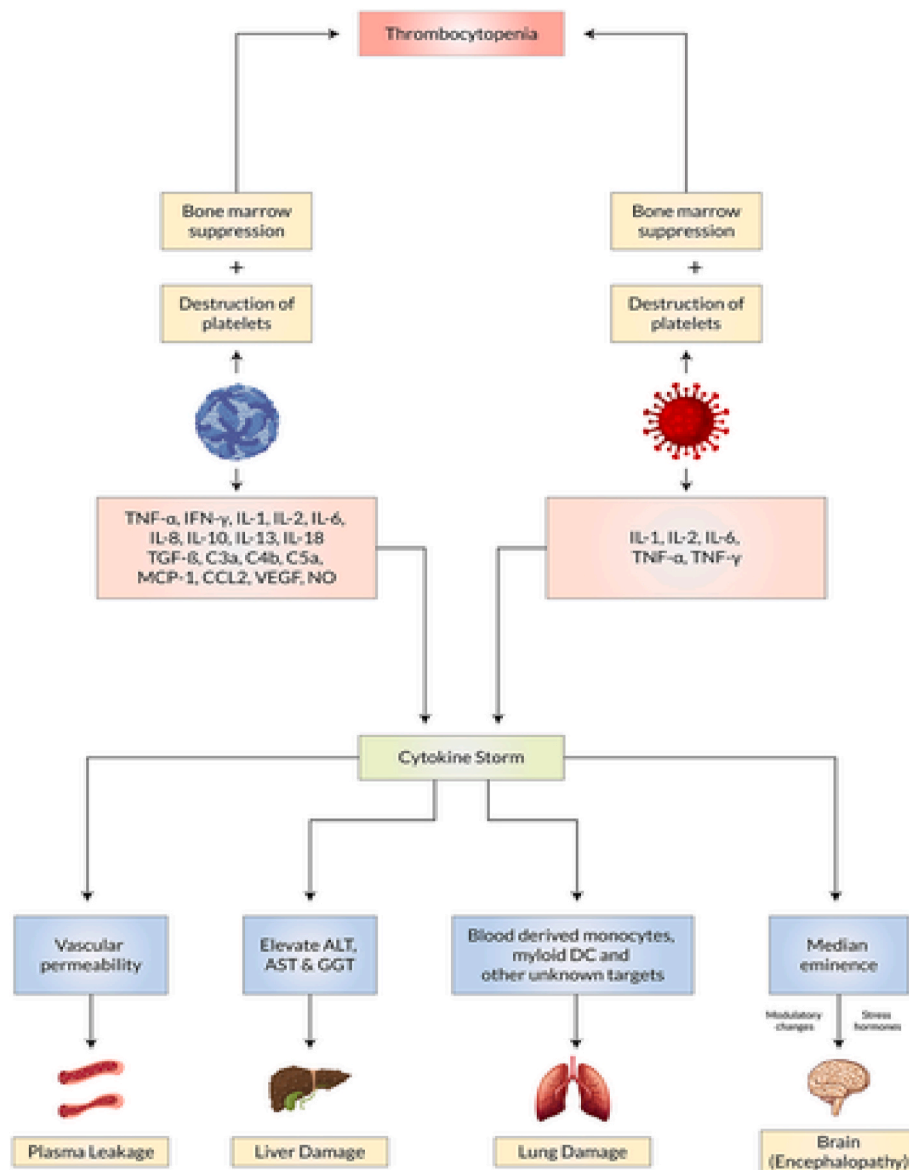 Thrombocytopenia
Bone marrow
suppression
+
Destruction of
platelets
Bone marrow
suppression
+
Destruction of
platelets
TNF-α, IFN-γ, IL-1, IL-2, IL-6,
IL-8, IL-10, IL-13, IL-18
TGF-ß, C3a, C4b, C5a,
MCP-1, CCL2, VEGF, NO
IL-1, IL-2, IL-6,
TNF-α, TNF-γ
Cytokine Storm
Vascular
permeability
Elevate ALT,
AST & GGT
Blood derived monocytes,
myloid DC and
other unknown targets
Median
eminence
Modulatory
changes
Stress
hormones
Plasma Leakage
Liver Damage
Lung Damage
Brain
(Encephalopathy)